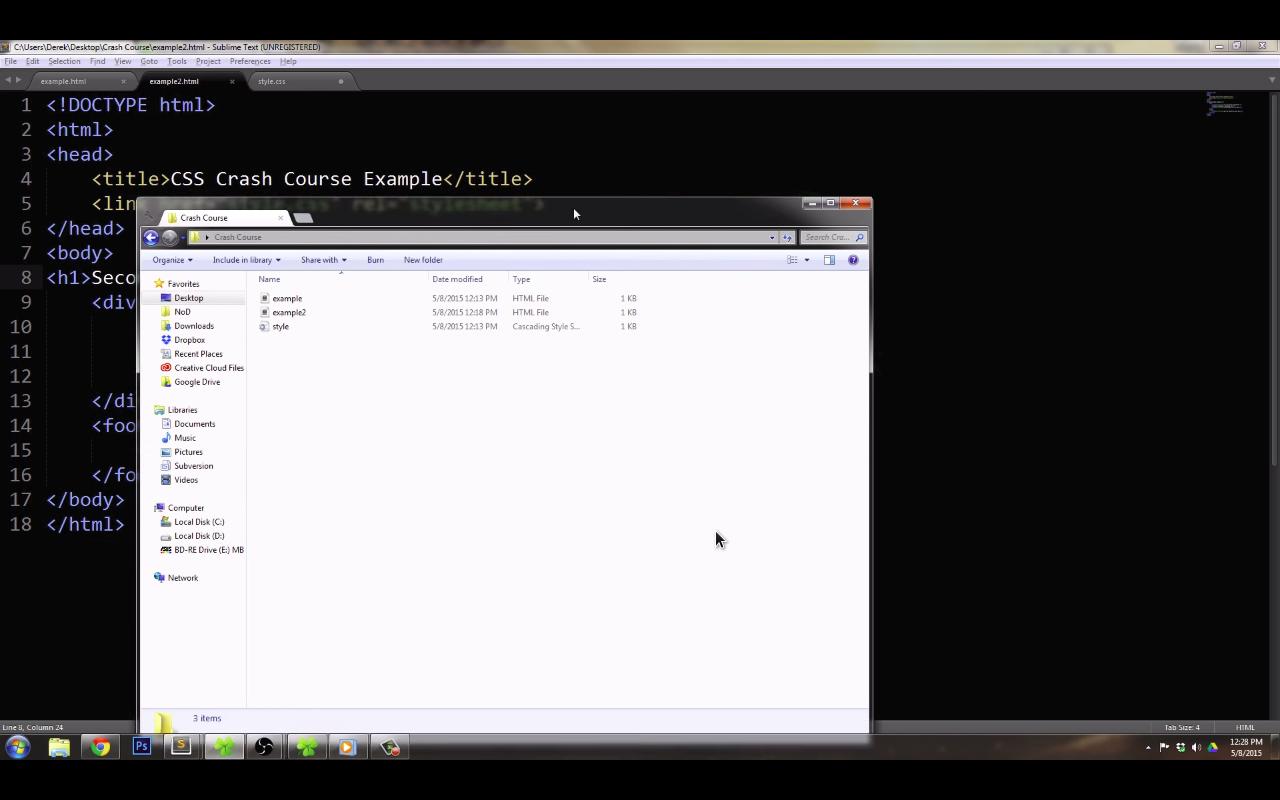 C:\Users\Derek\Desktop\Crash Course\example2.html - Sublime Text (UNREGISTERED)
File Edit Selection Find View Goto Tools Project Preferences Help
example.html example2.html style.css
1 <!DOCTYPE html>
2 <html>
3 <head>
4 <title>CSS Crash Course Example</title>
5 <link href="style.css" rel="stylesheet">
6 </head>
7 <body>
8 <h1>Seco
9 <div
10
11
12
13 </di
14 <foo
15
16 </fo
17 </body>
18 </html>
Crash Course
Crash Course
Search Cra...
Organize Include in library Share with Burn New folder
Name Date modified Type Size
example 5/8/2015 12:13 PM HTML File 1 KB
example2 5/8/2015 12:18 PM HTML File 1 KB
style 5/8/2015 12:13 PM Cascading Style S... 1 KB
Favorites
Desktop
NoD
Downloads
Dropbox
Recent Places
Creative Cloud Files
Google Drive
Libraries
Documents
Music
Pictures
Subversion
Videos
Computer
Local Disk (C:)
Local Disk (D:)
BD-RE Drive (E:) MB
Network
3 items
Line 8, Column 24
Tab Size: 4 HTML
Ps
S
12:28 PM
5/8/2015